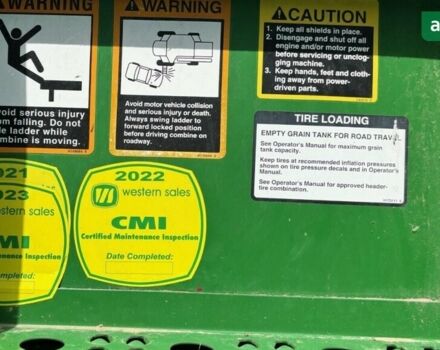 WARNING
void serious injury
om falling. Do not
le ladder while
mbine is moving.
WARNING
Avoid motor vehicle collision
and serious injury or death.
Always swing ladder to
forward locked position
before driving combine on
roadway.
CAUTION
1. Keep all shields in place.
2. Disengage and shut off all
engine and/or motor power
before servicing or unclog-
ging machine.
3. Keep hands, feet and cloth-
ing away from power-
driven parts.
a
TIRE LOADING
EMPTY GRAIN TANK FOR ROAD TRAVEL
See Operator's Manual for maximum grain
tank capacity.
Keep tires at recommended inflation pressures
shown on tire pressure decals and in Operator's
Manual.
See Operator's Manual for approved header-
tire combination.
021
023
stern sales
MI
ntenance Inspection
mpleted:
2022
western sales
CMI
Certified Maintenance Inspection
Date Completed: